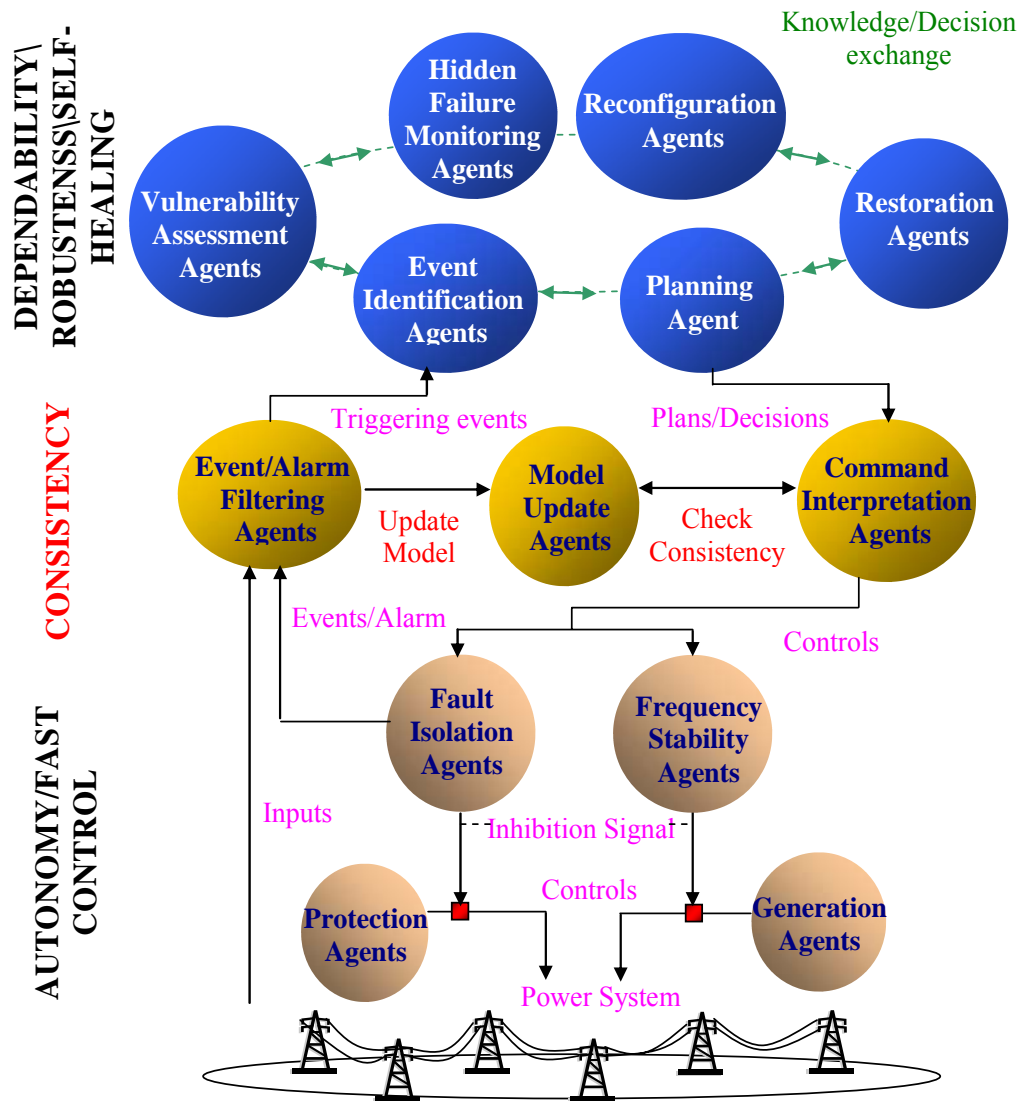 DEPENDABILITY\
ROBUSTENSS\SELF-
HEALING
Knowledge/Decision
exchange
Hidden
Failure
Monitoring
Agents
Reconfiguration
Agents
Vulnerability
Assessment
Agents
Restoration
Agents
Event
Identification
Agents
Planning
Agent
CONSISTENCY
Triggering events
Plans/Decisions
Event/Alarm
Filtering
Agents
Model
Update
Agents
Command
Interpretation
Agents
Update
Model
Check
Consistency
AUTONOMY/FAST
CONTROL
Events/Alarm
Controls
Fault
Isolation
Agents
Frequency
Stability
Agents
Inputs
Inhibition Signal
Controls
Protection
Agents
Generation
Agents
Power System